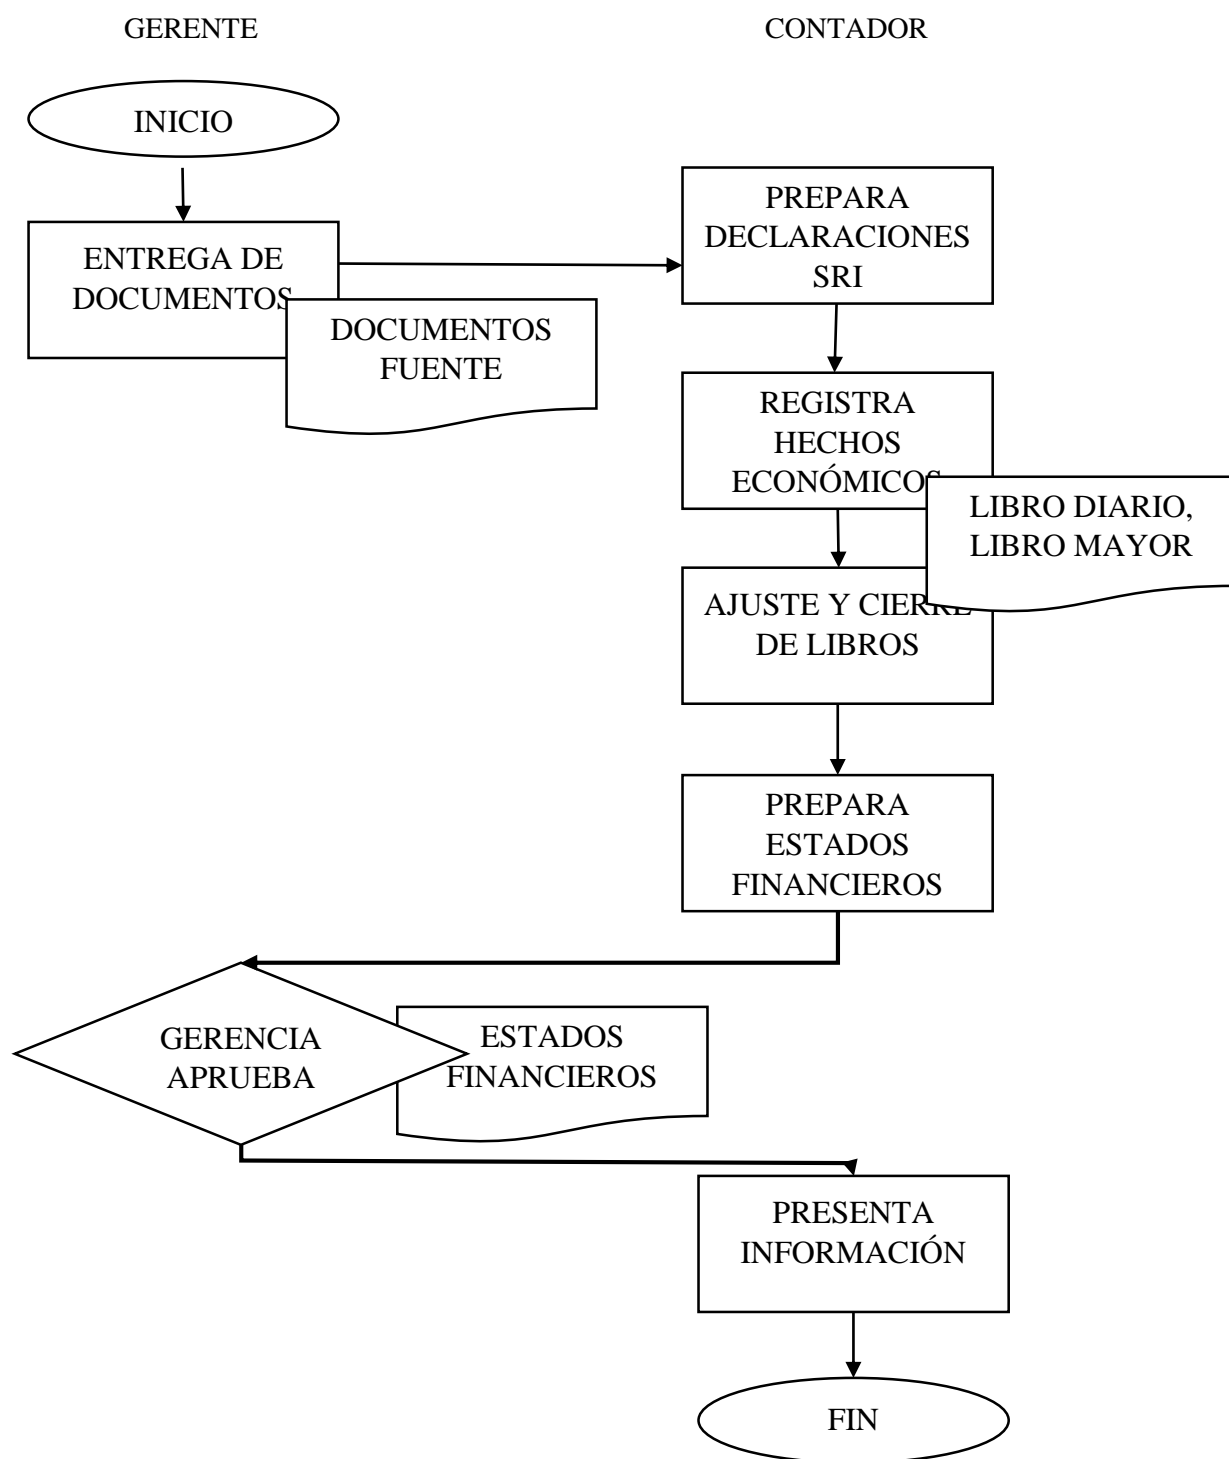 GERENTE
CONTADOR
INICIO
ENTREGA DE
DOCUMENTOS
DOCUMENTOS
FUENTE
PREPARA
DECLARACIONES
SRI
REGISTRA
HECHOS
ECONÓMICOS
LIBRO DIARIO,
LIBRO MAYOR
AJUSTE Y CIERRE
DE LIBROS
PREPARA
ESTADOS
FINANCIEROS
GERENCIA
APRUEBA
ESTADOS
FINANCIEROS
PRESENTA
INFORMACIÓN
FIN